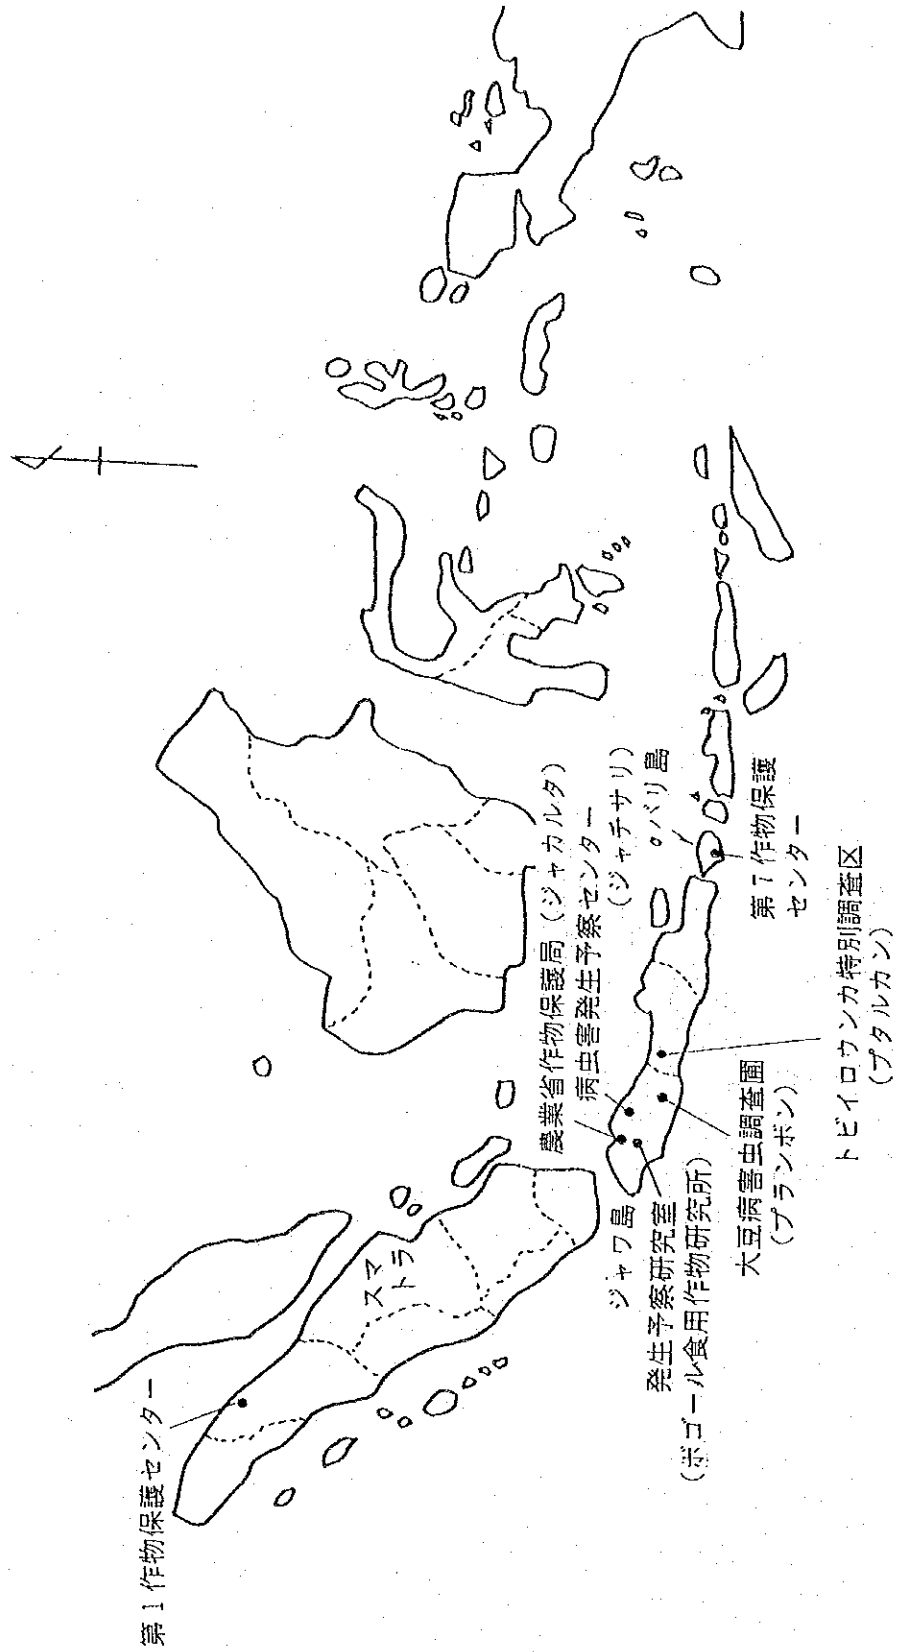 第1作物保護センター
スマ
トラ
農業省作物保護局(ジャカルタ)
病虫害発生予察センター
(ジャチサリ)
バリ島
第7作物保護
センター
ジャワ島
発生予察研究室
(ボゴール食用作物研究所)
大豆病害虫調査圃
(プランボン)
トビイロウンカ特別調査区
(プタルカン)